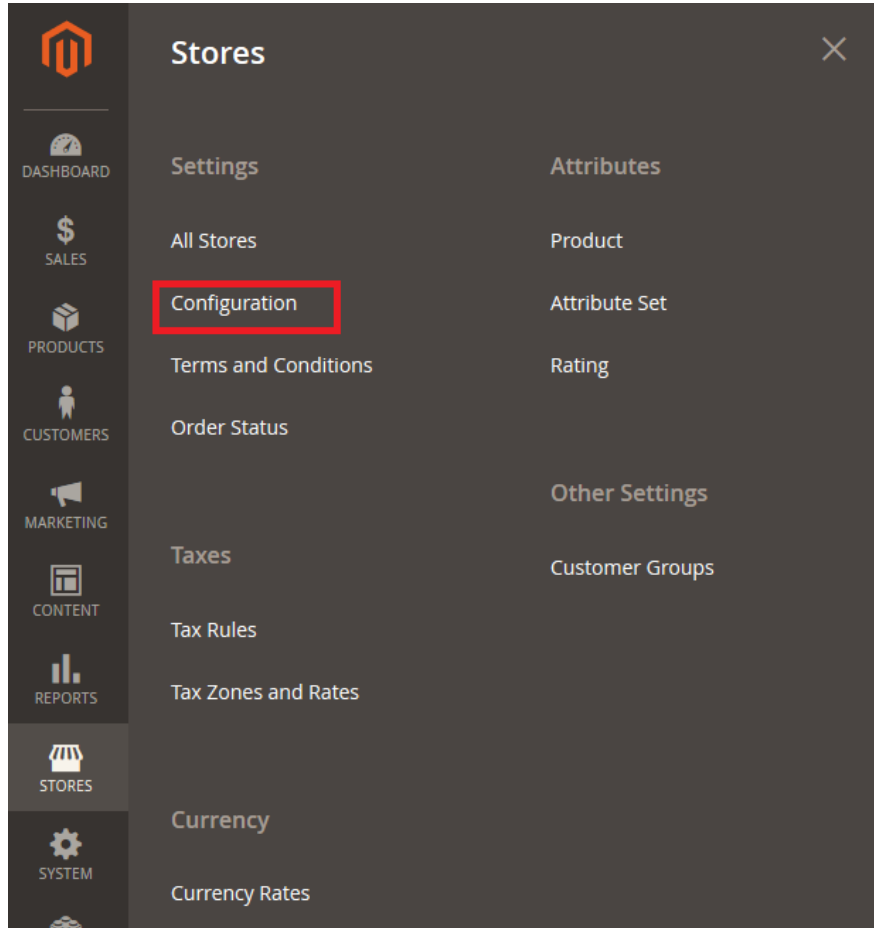 Stores
DASHBOARD
SALES
PRODUCTS
CUSTOMERS
MARKETING
CONTENT
REPORTS
STORES
SYSTEM
Settings
All Stores
Configuration
Terms and Conditions
Order Status
Taxes
Tax Rules
Tax Zones and Rates
Currency
Currency Rates
Attributes
Product
Attribute Set
Rating
Other Settings
Customer Groups